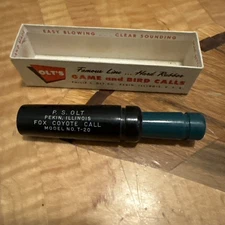 EASY BLOWING CLEAR SOUNDING
OLT'S
Famous Line ... Hard Rubber
GAME and BIRD CALLS
P. S. OLT
PEKIN, ILLINOIS
FOX COYOTE CALL
MODEL NO. T-20